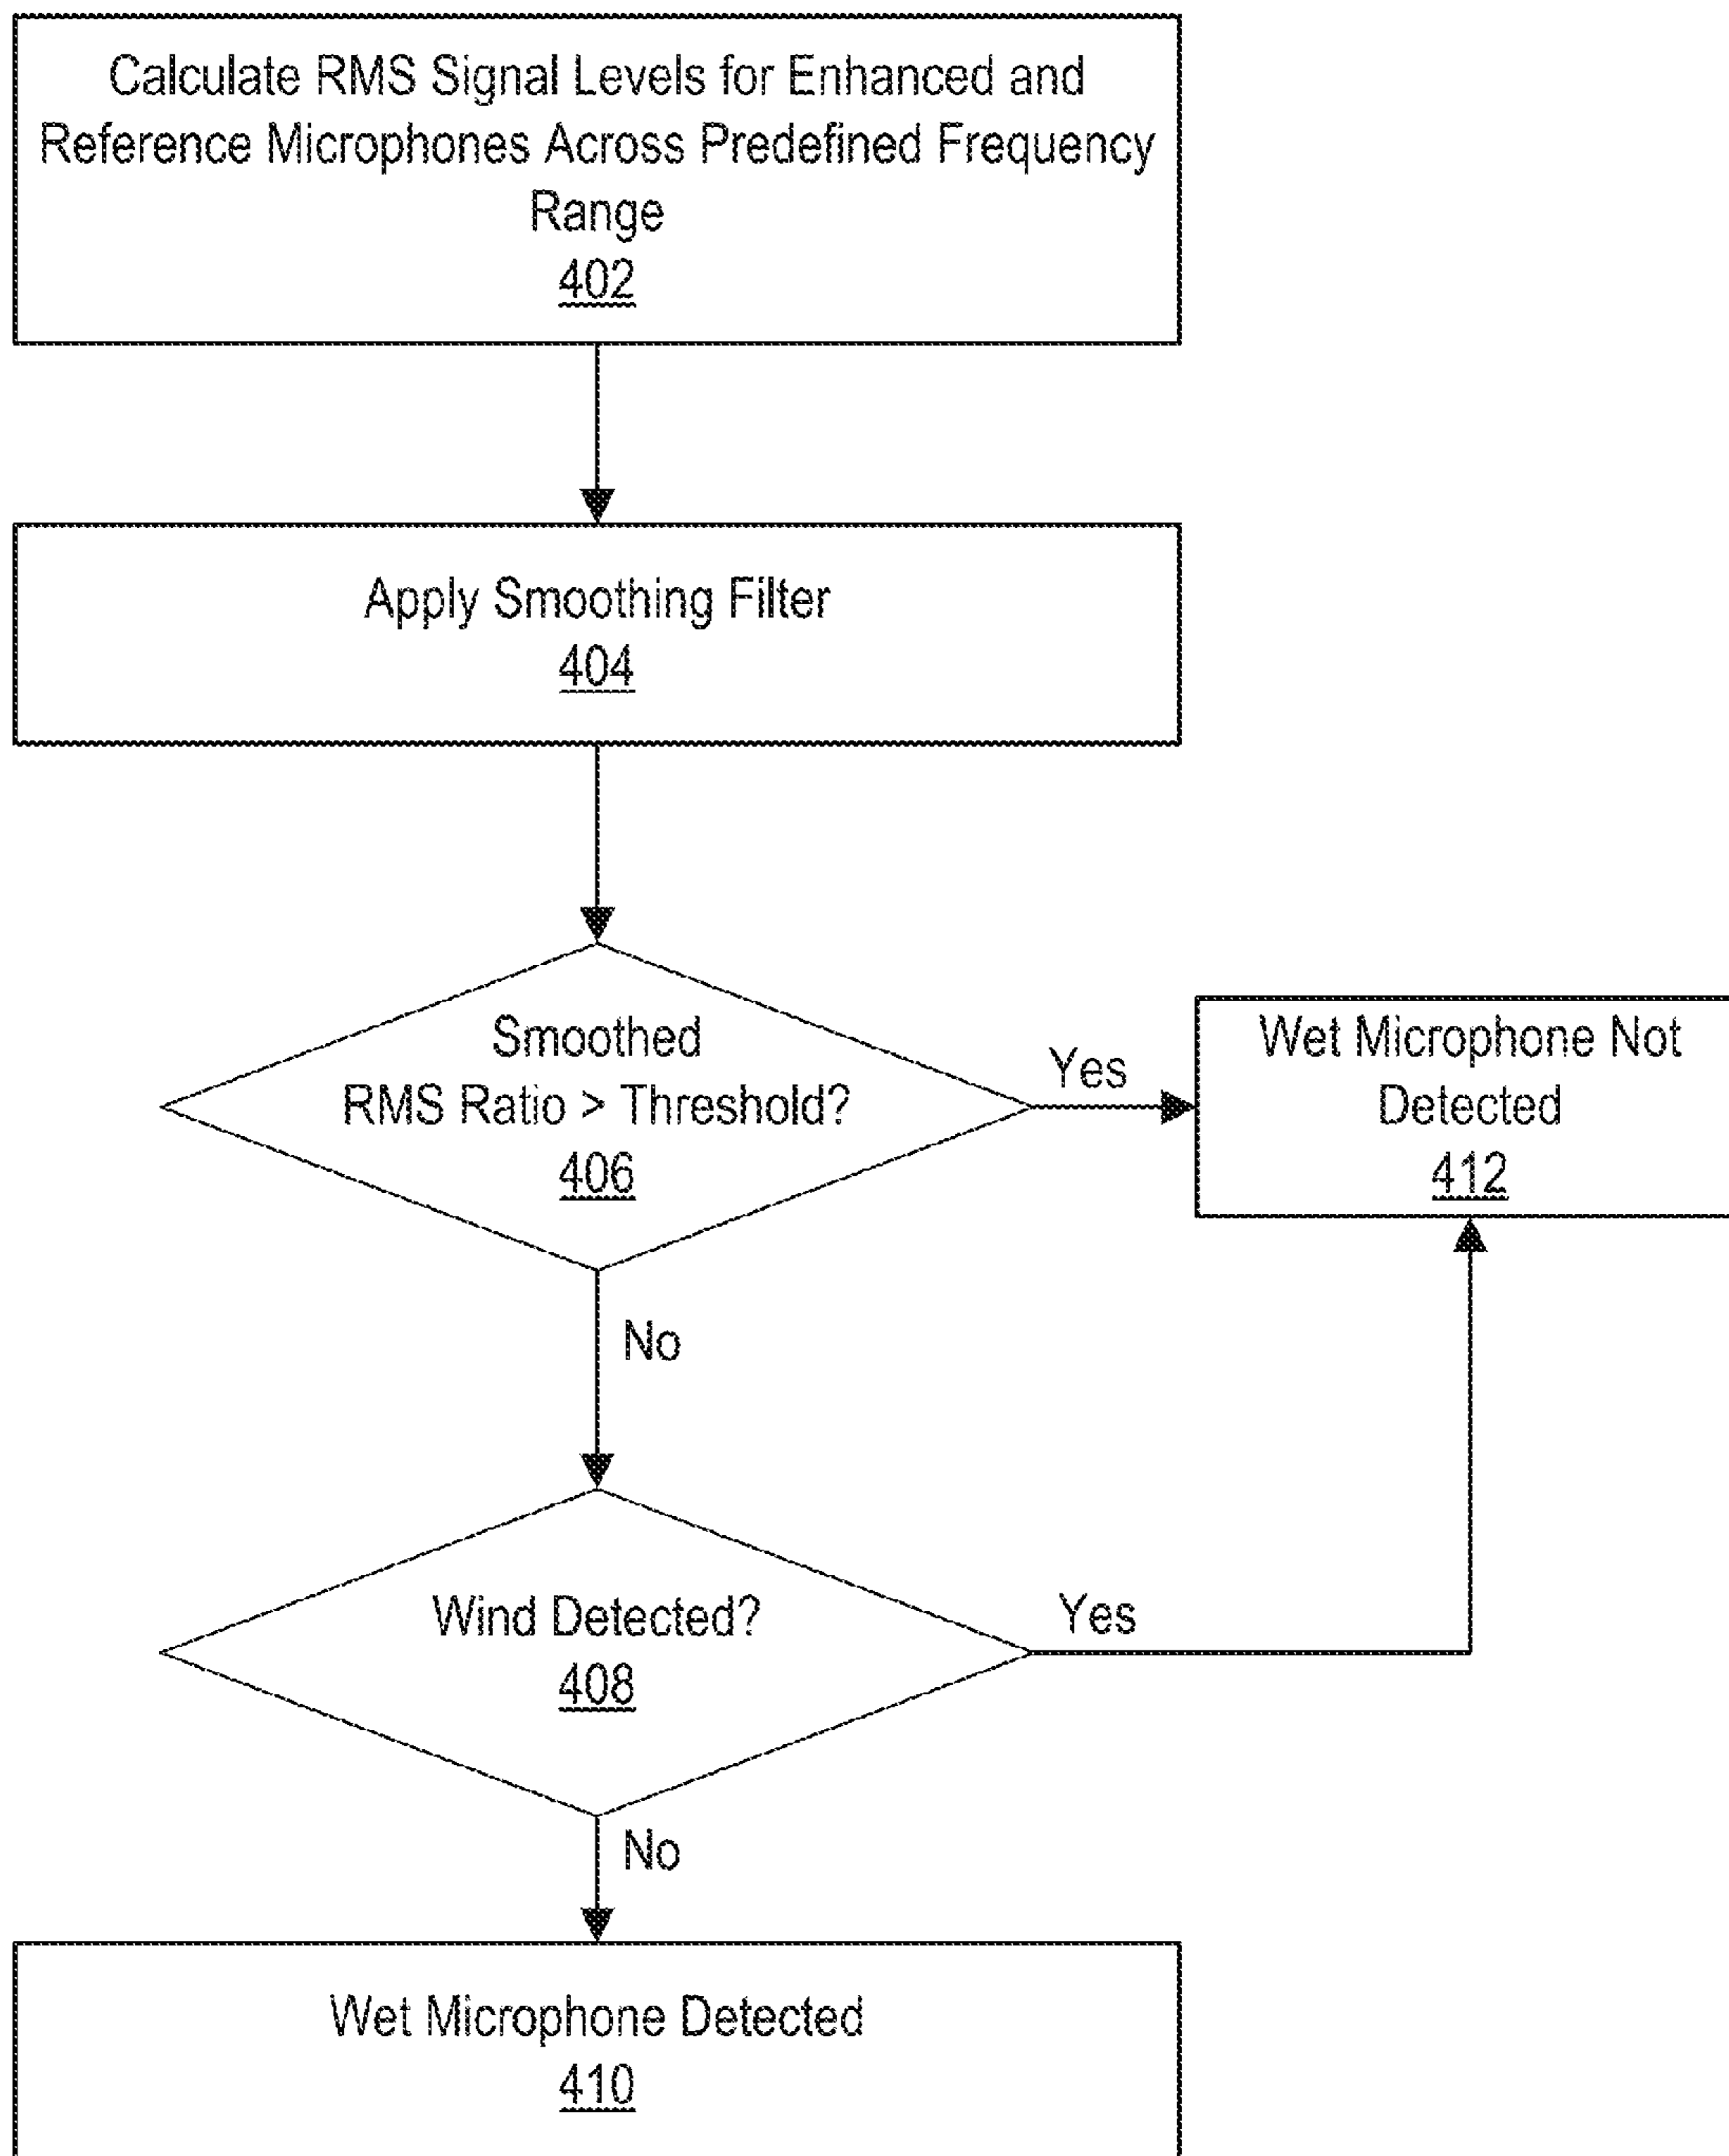 Calculate RMS Signal Levels for Enhanced and
Reference Microphones Across Predefined Frequency
Range
402
Apply Smoothing Filter
404
Smoothed
RMS Ratio > Threshold?
406
Yes
Wet Microphone Not
Detected
412
No
Wind Detected?
408
Yes
No
Wet Microphone Detected
410